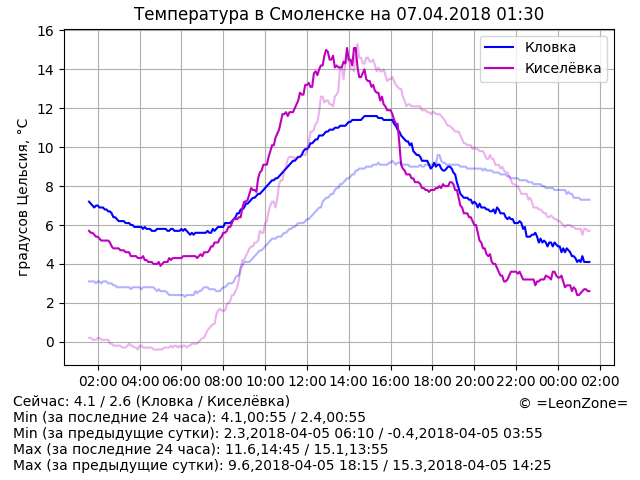 Температура в Смоленске на 07.04.2018 01:30
градусов Цельсия, °C
16
14
12
10
8
6
4
2
0
Кловка
Киселёвка
02:00 04:00 06:00 08:00 10:00 12:00 14:00 16:00 18:00 20:00 22:00 00:00 02:00
Сейчас: 4.1 / 2.6 (Кловка / Киселёвка)
© =LeonZone=
Min (за последние 24 часа): 4.1,00:55 / 2.4,00:55
Min (за предыдущие сутки): 2.3,2018-04-05 06:10 / -0.4,2018-04-05 03:55
Max (за последние 24 часа): 11.6,14:45 / 15.1,13:55
Max (за предыдущие сутки): 9.6,2018-04-05 18:15 / 15.3,2018-04-05 14:25